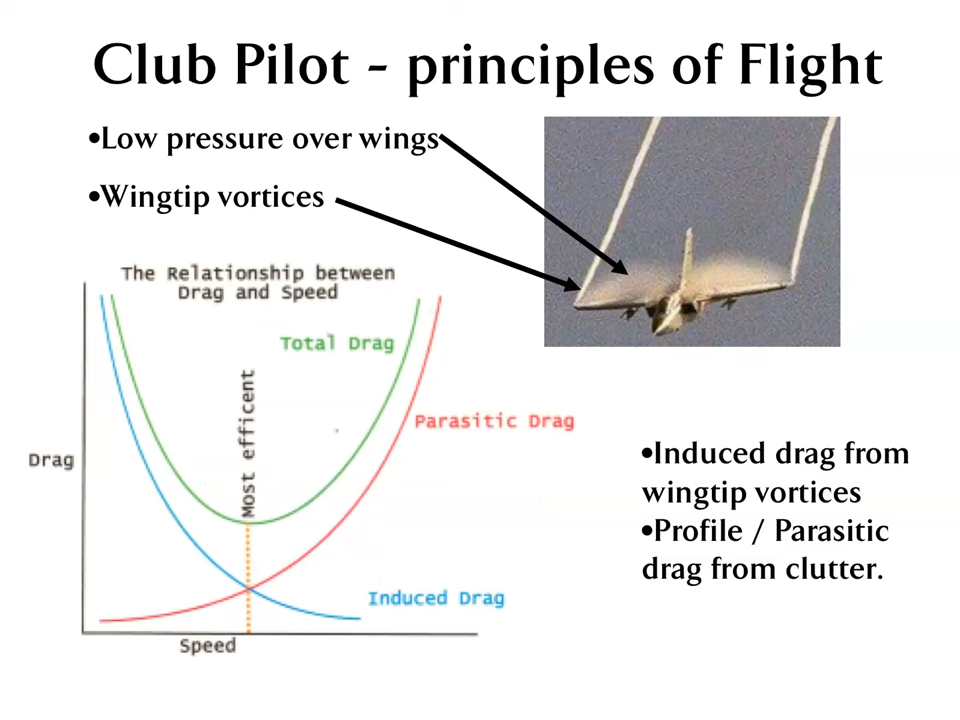 Club Pilot - principles of Flight
•Low pressure over wings
•Wingtip vortices
The Relationship between
Drag and Speed
Total Drag
Most efficent
Parasitic Drag
Drag
Induced Drag
Speed
•Induced drag from
wingtip vortices
•Profile / Parasitic
drag from clutter.